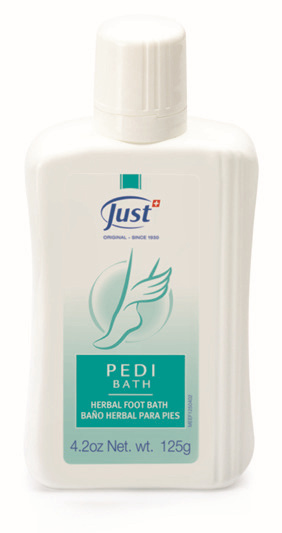 Just
ORIGINAL - SINCE 1930
PEDI
BATH
HERBAL FOOT BATH
BAÑO HERBAL PARA PIES
4.2oz Net. wt. 125g